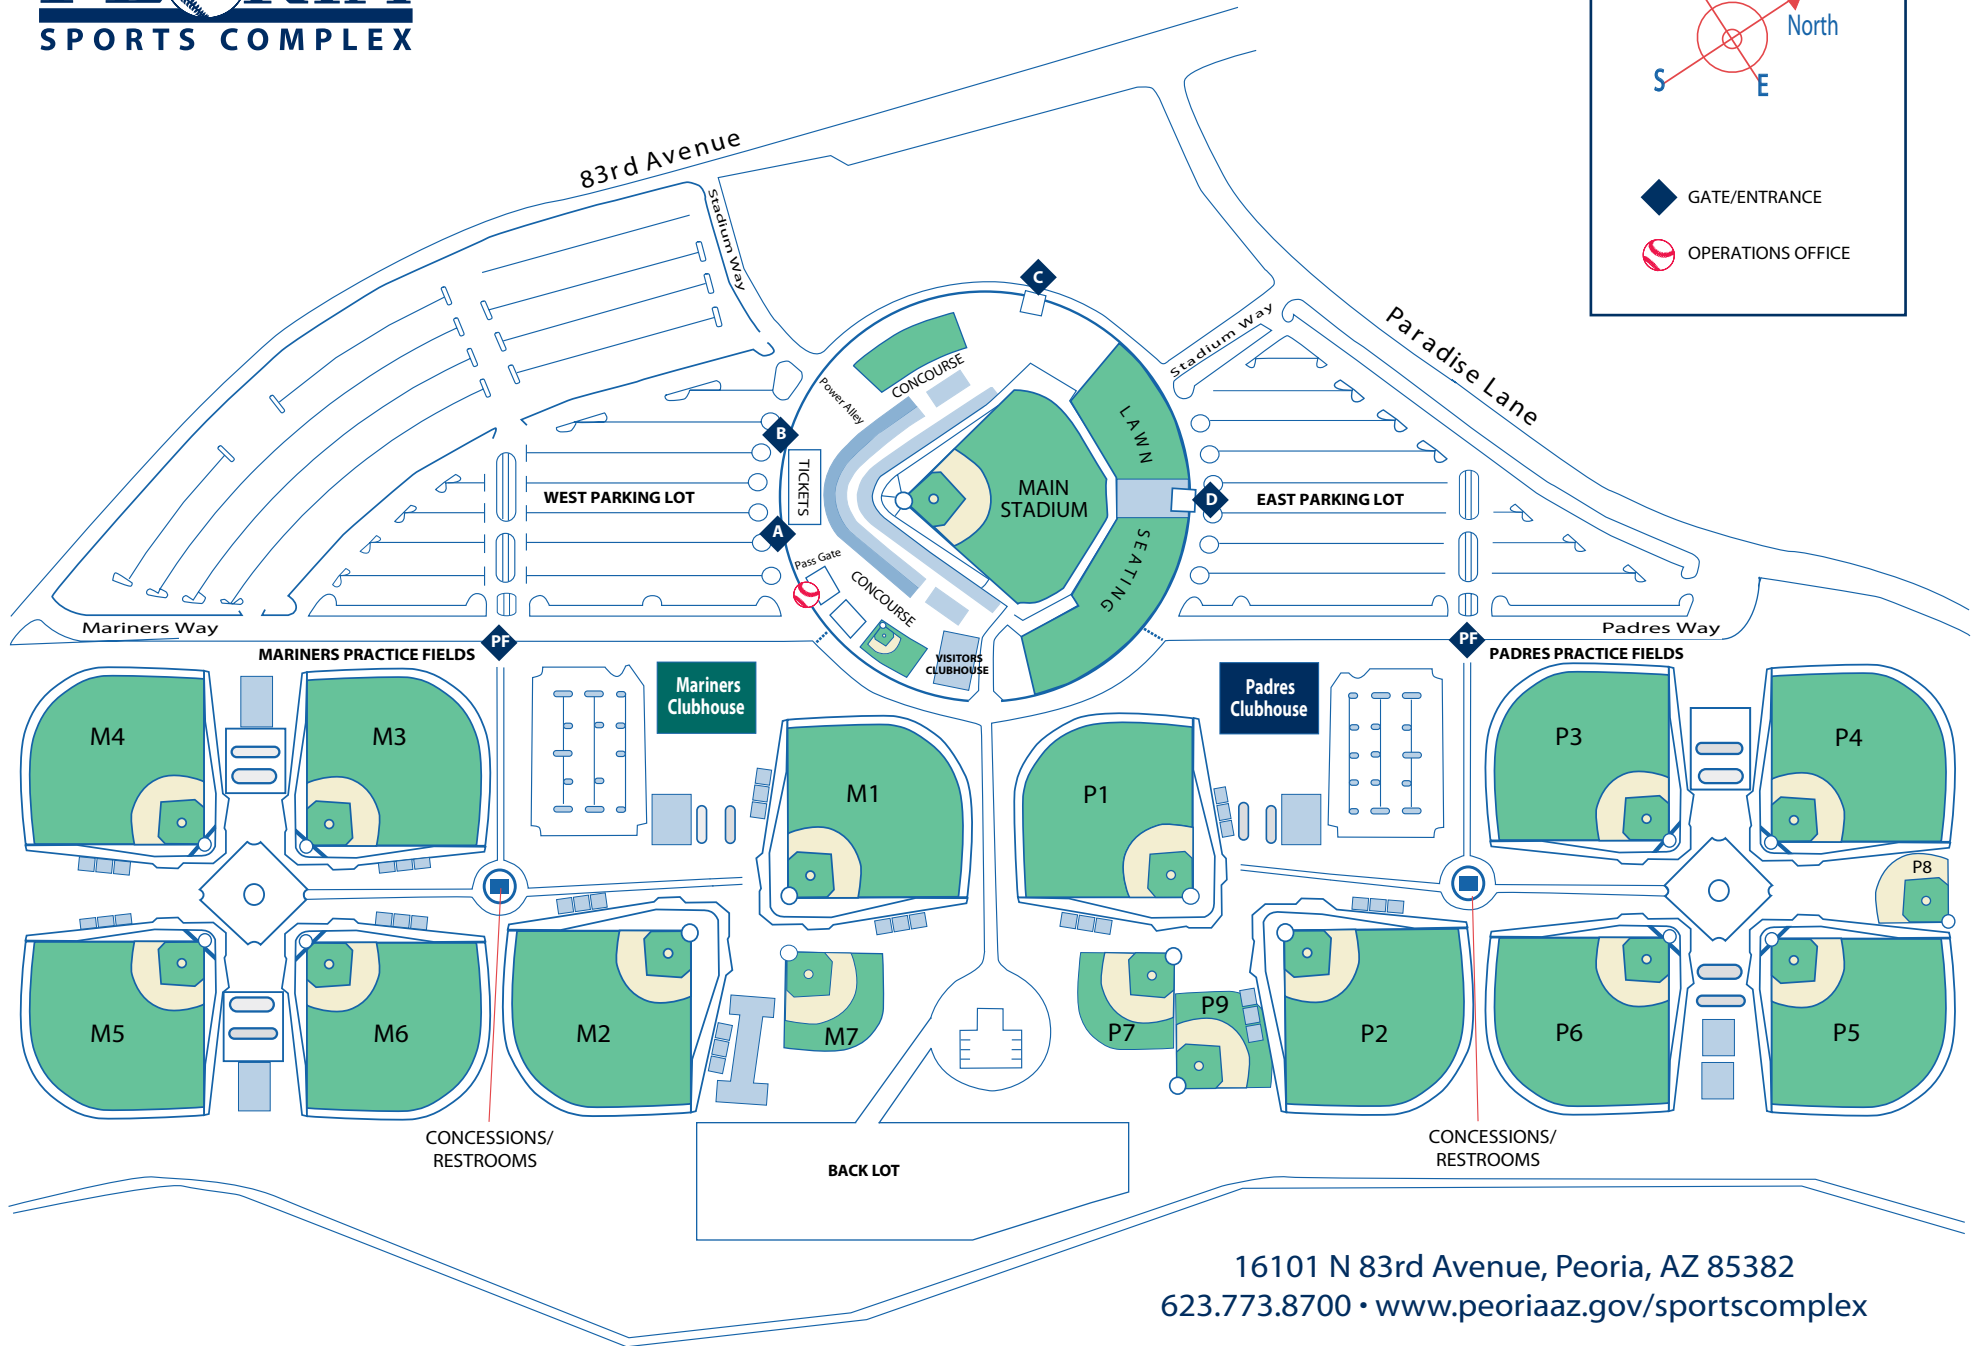 SPORTS COMPLEX
North
S
E
GATE/ENTRANCE
OPERATIONS OFFICE
83rd Avenue
Stadium Way
Paradise Lane
Stadium Way
C
CONCOURSE
Power Alley
B
TICKETS
A
Pass Gate
CONCOURSE
LAWN
SEATING
MAIN
STADIUM
D
WEST PARKING LOT
EAST PARKING LOT
VISITORS
CLUBHOUSE
Mariners Way
PF
MARINERS PRACTICE FIELDS
Padres Way
PF
PADRES PRACTICE FIELDS
Mariners
Clubhouse
Padres
Clubhouse
M4
M3
M1
P1
P3
P4
P8
M5
M6
M2
M7
P7
P9
P2
P6
P5
CONCESSIONS/
RESTROOMS
CONCESSIONS/
RESTROOMS
BACK LOT
16101 N 83rd Avenue, Peoria, AZ 85382
623.773.8700 • www.peoriaaz.gov/sportscomplex